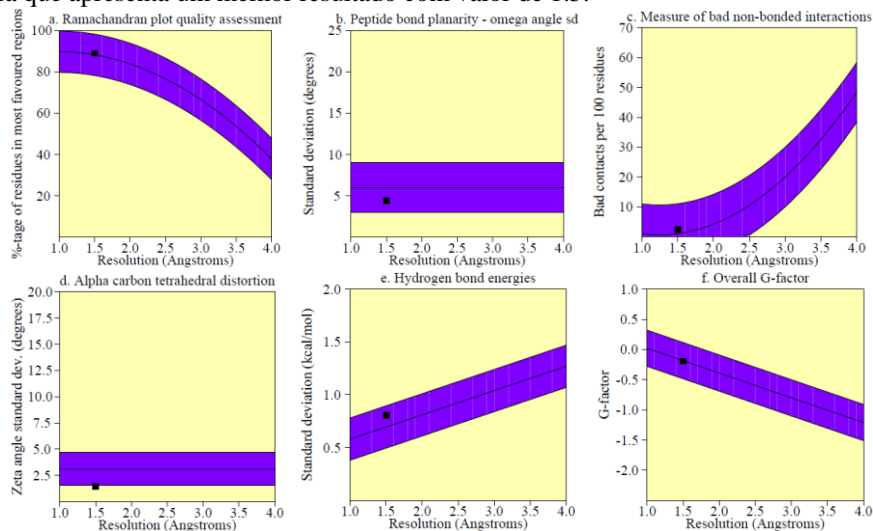 que apresenta um melhor resultado com valor de 1.5.
a. Ramachandran plot quality assessment
%-tage of residues in most favoured regions
100
80
60
40
20
1.0 1.5 2.0 2.5 3.0 3.5 4.0
Resolution (Angstroms)
b. Peptide bond planarity - omega angle sd
Standard deviation (degrees)
25
20
15
10
5
1.0 1.5 2.0 2.5 3.0 3.5 4.0
Resolution (Angstroms)
c. Measure of bad non-bonded interactions
Bad contacts per 100 residues
70
60
50
40
30
20
10
1.0 1.5 2.0 2.5 3.0 3.5 4.0
Resolution (Angstroms)
d. Alpha carbon tetrahedral distortion
Zeta angle standard dev. (degrees)
20.0
17.5
15.0
12.5
10.0
7.5
5.0
2.5
1.0 1.5 2.0 2.5 3.0 3.5 4.0
Resolution (Angstroms)
e. Hydrogen bond energies
Standard deviation (kcal/mol)
2.0
1.5
1.0
0.5
1.0 1.5 2.0 2.5 3.0 3.5 4.0
Resolution (Angstroms)
f. Overall G-factor
G-factor
1.0
0.5
0.0
-0.5
-1.0
-1.5
-2.0
1.0 1.5 2.0 2.5 3.0 3.5 4.0
Resolution (Angstroms)